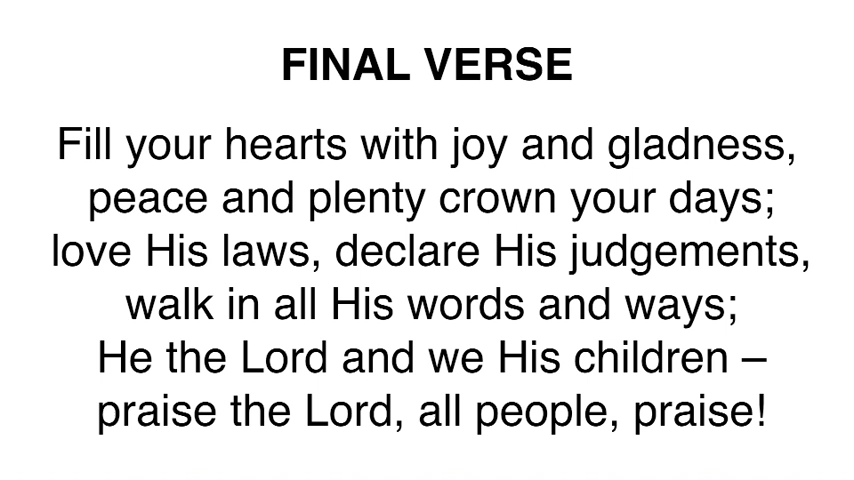 FINAL VERSE
Fill your hearts with joy and gladness,
peace and plenty crown your days;
love His laws, declare His judgements,
walk in all His words and ways;
He the Lord and we His children –
praise the Lord, all people, praise!